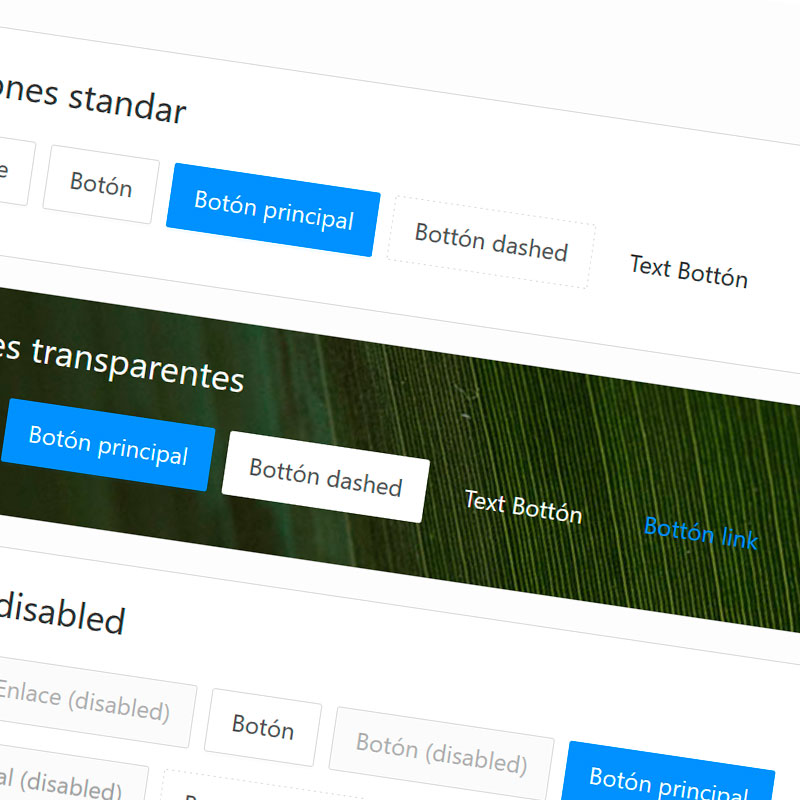 ones standar
e Botón Botón principal Bottón dashed Text Bottón
es transparentes
Botón principal Bottón dashed Text Bottón Bottón link
disabled
Enlace (disabled) Botón Botón (disabled) Botón principal
al (disabled)